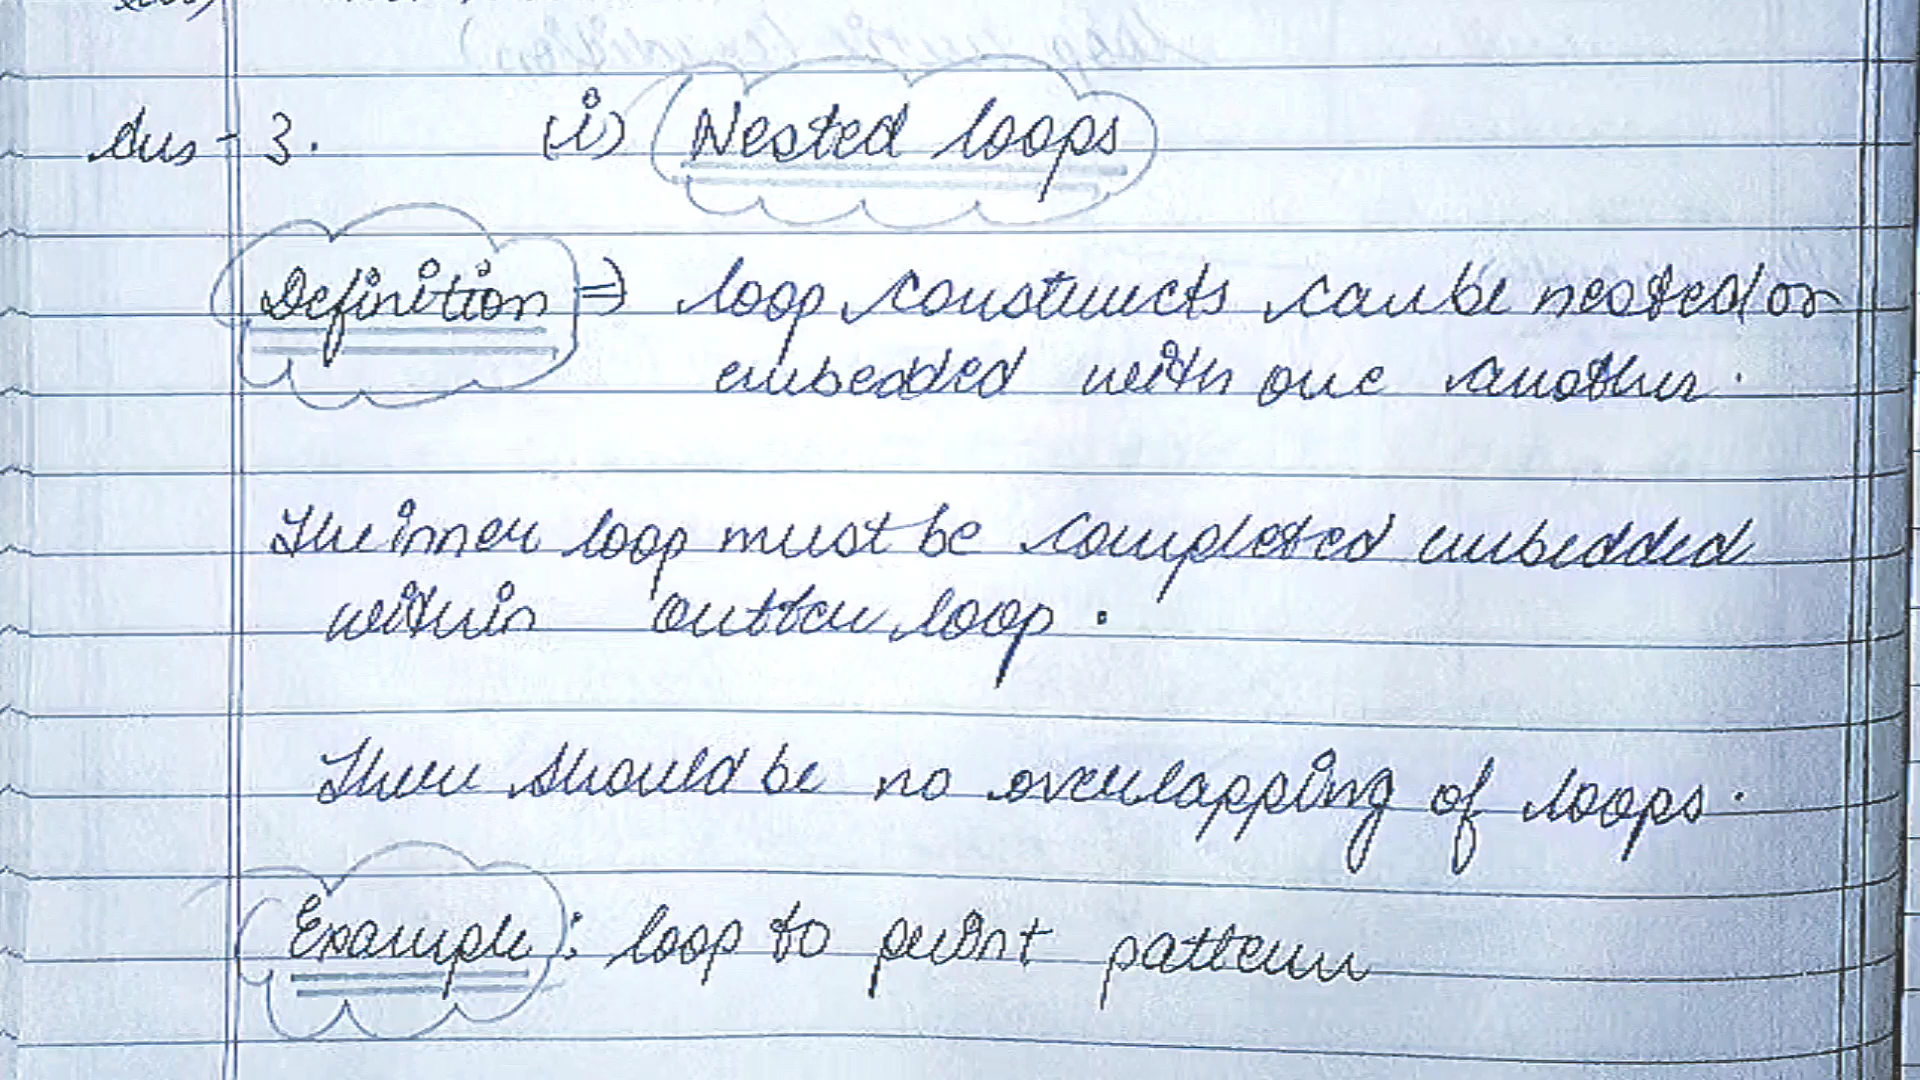 Ans - 3. (i) Nested loops
Definition ⇒ loop constructs can be nested or
embedded with one another.
The inner loop must be completed embedded
within outter loop.
There should be no overlapping of loops.
Example : loop to print pattern